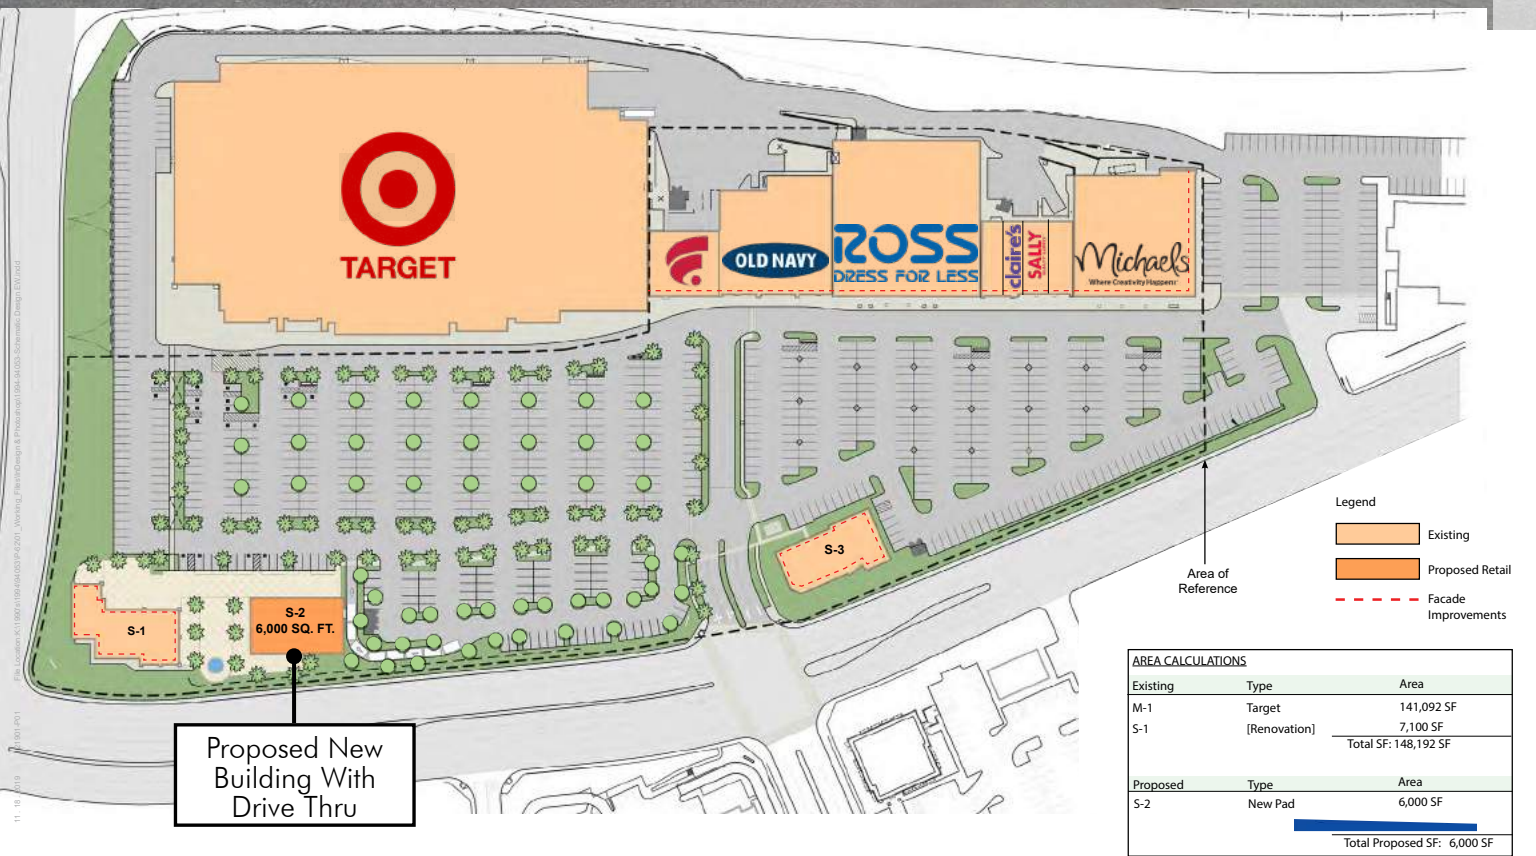 TARGET
OLD NAVY
ROSS
DRESS FOR LESS
claire's
SALLY
Michaels
Where Creativity Happens
S-3
S-1
S-2
6,000 SQ. FT.
Proposed New
Building With
Drive Thru
Area of
Reference
Legend
Existing
Proposed Retail
Facade
Improvements
AREA CALCULATIONS
Existing Type Area
M-1 Target 141,092 SF
S-1 [Renovation] 7,100 SF
Total SF: 148,192 SF
Proposed Type Area
S-2 New Pad 6,000 SF
Total Proposed SF: 6,000 SF